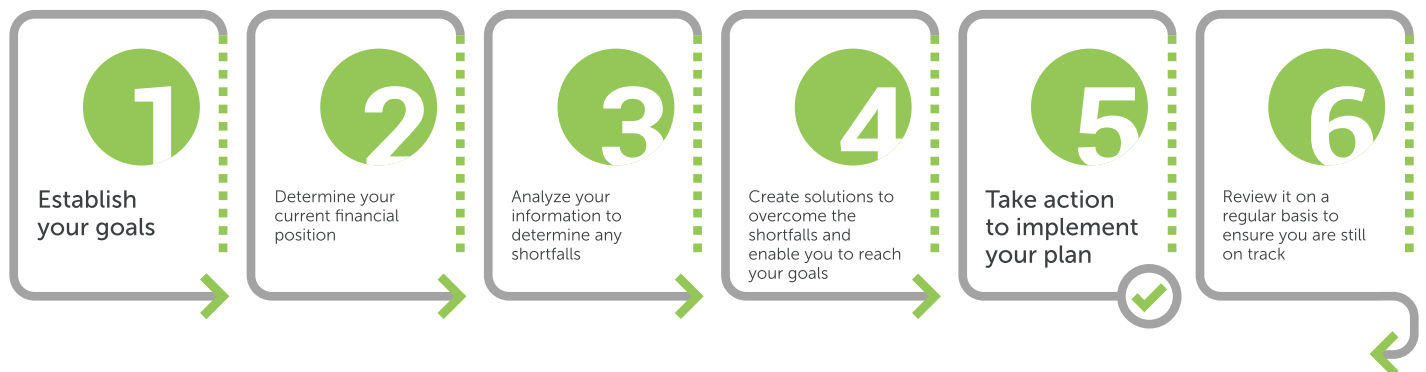 1
Establish
your goals
2
Determine your
current financial
position
3
Analyze your
information to
determine any
shortfalls
4
Create solutions to
overcome the
shortfalls and
enable you to reach
your goals
5
Take action
to implement
your plan
6
Review it on a
regular basis to
ensure you are still
on track